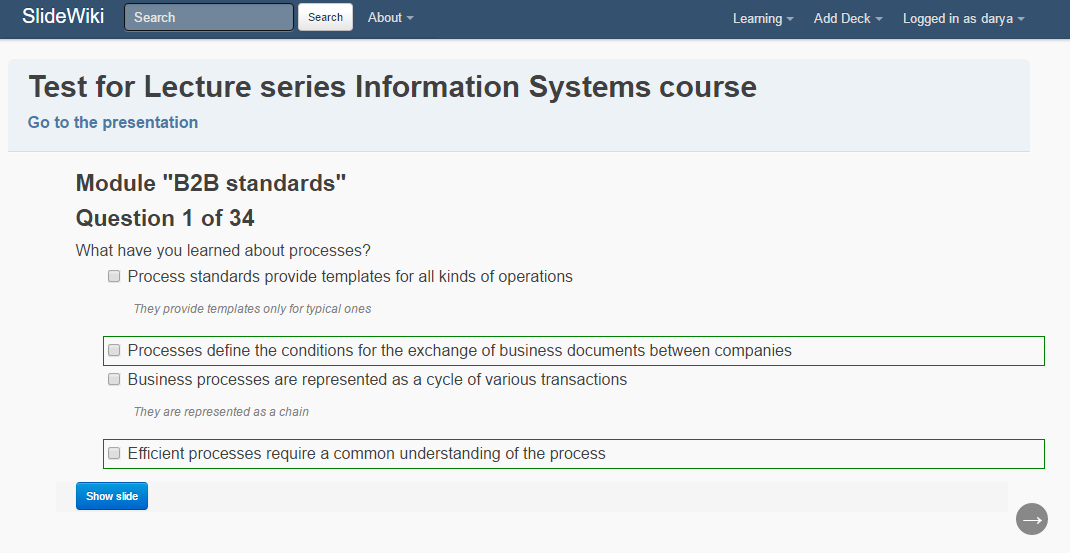 SlideWiki Search Search About Learning Add Deck Logged in as darya
Test for Lecture series Information Systems course
Go to the presentation
Module "B2B standards"
Question 1 of 34
What have you learned about processes?
Process standards provide templates for all kinds of operations
They provide templates only for typical ones
Processes define the conditions for the exchange of business documents between companies
Business processes are represented as a cycle of various transactions
They are represented as a chain
Efficient processes require a common understanding of the process
Show slide